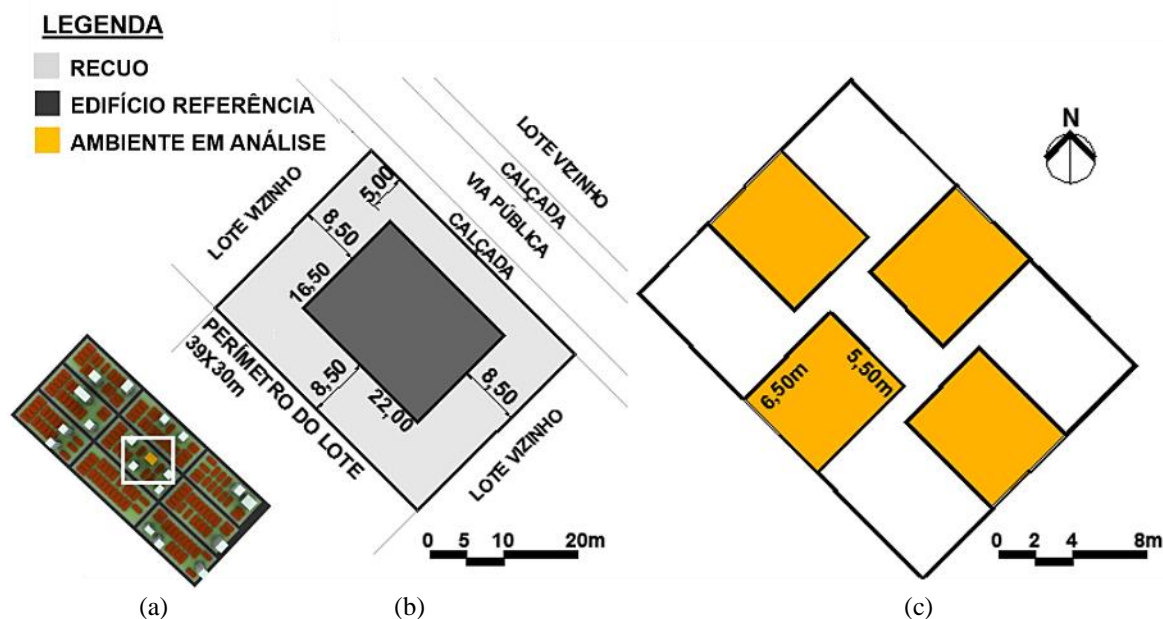 LEGENDA
RECUO
EDIFÍCIO REFERÊNCIA
AMBIENTE EM ANÁLISE
LOTE VIZINHO
5,00
8,50
16,50
LOTE VIZINHO
CALÇADA
VIA PÚBLICA
CALÇADA
PERÍMETRO DO LOTE
39X30m
8,50
22,00
8,50
LOTE VIZINHO
0 5 10 20m
N
6,50m
5,50m
0 2 4 8m
(a) (b) (c)